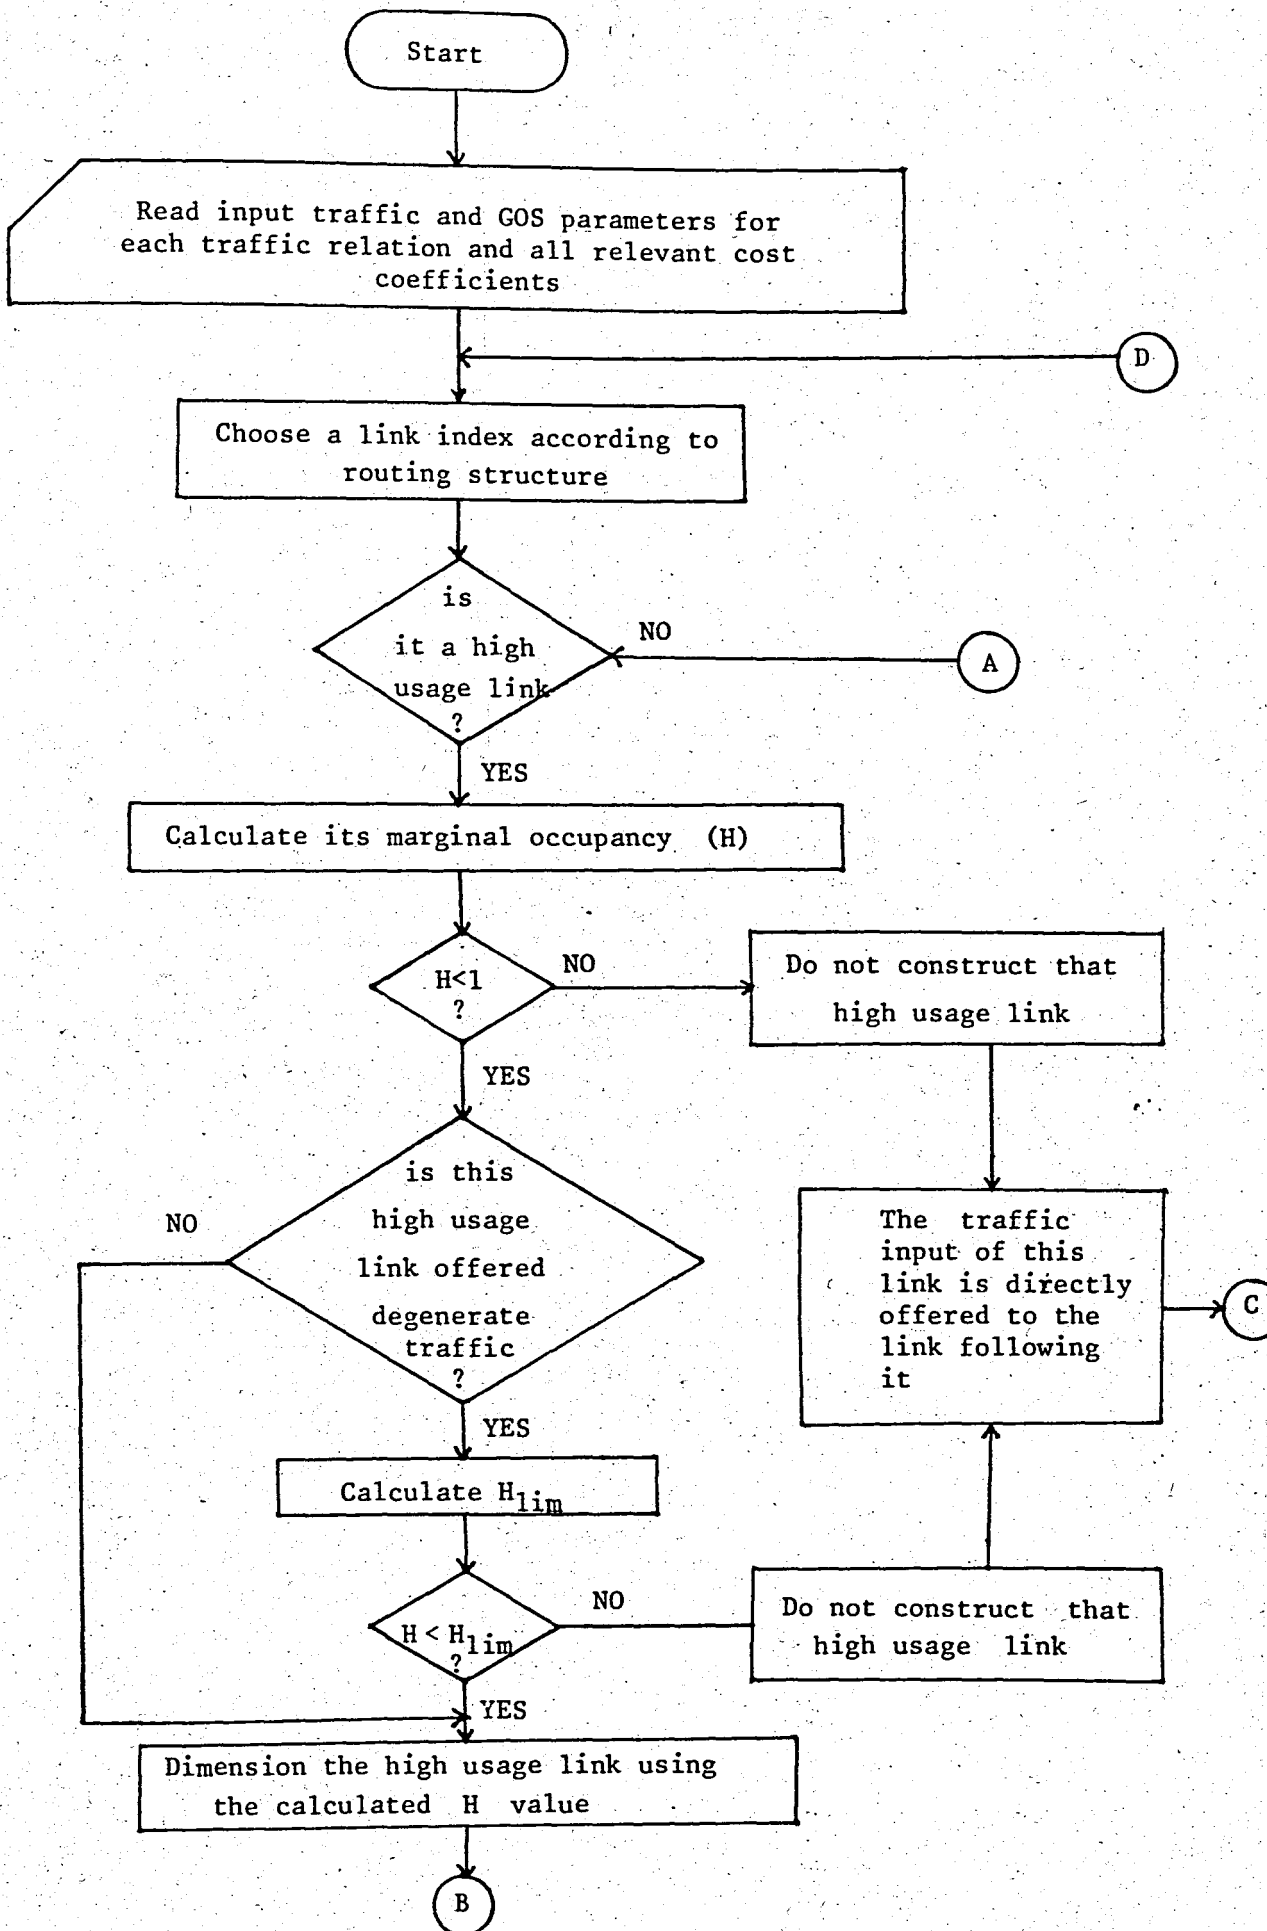 Start
Read input traffic and GOS parameters for
each traffic relation and all relevant cost
coefficients
D
Choose a link index according to
routing structure
is
it a high
usage link
?
NO
A
YES
Calculate its marginal occupancy (H)
H<1
?
NO
Do not construct that
high usage link
YES
is this
high usage
link offered
degenerate
traffic
?
NO
The traffic
input of this
link is directly
offered to the
link following
it
C
YES
Calculate Hlim
H < Hlim
?
NO
Do not construct that
high usage link
YES
Dimension the high usage link using
the calculated H value
B